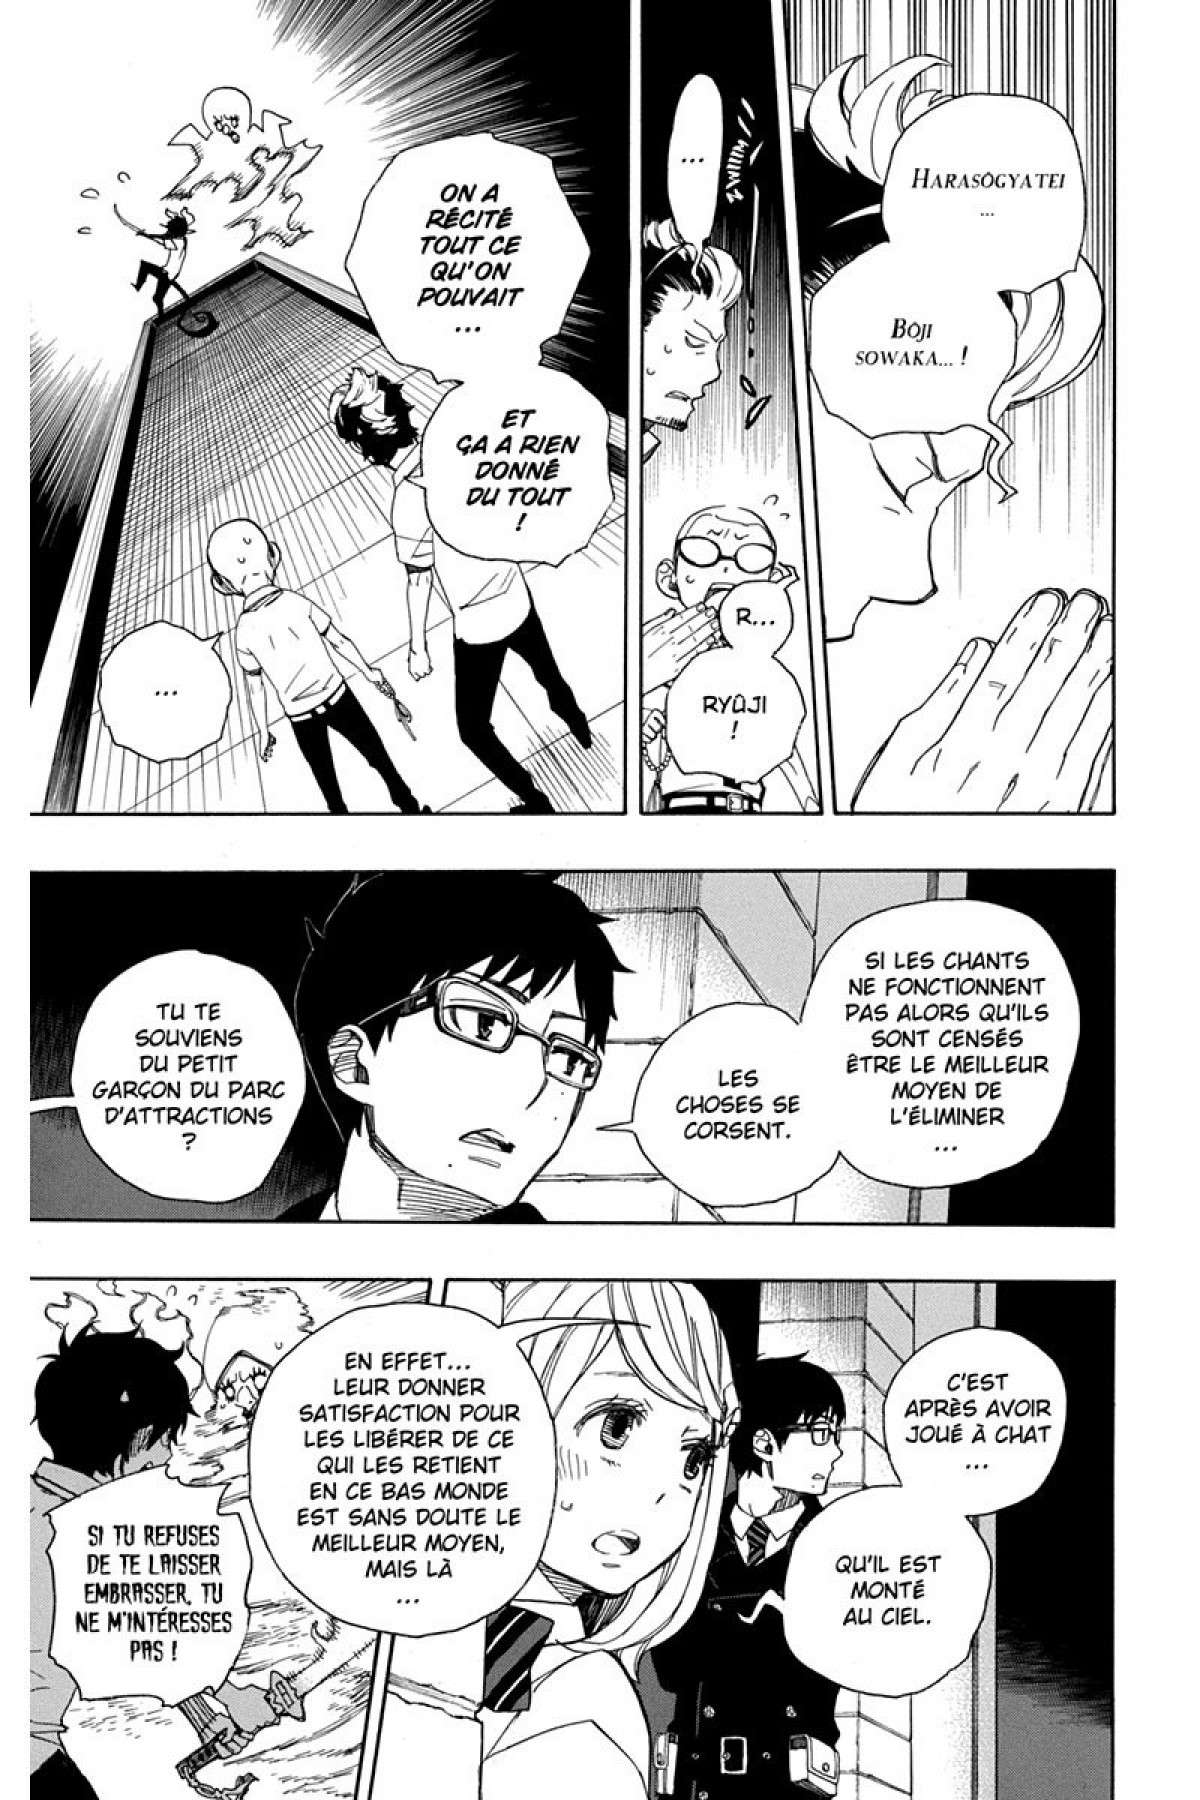 HARASÔGYATEI
...
BÔJI
SOWAKA... !
...
ZWIIIM
R...
RYÛJI
!
ON A
RÉCITÉ
TOUT CE
QU'ON
POUVAIT
...
ET
ÇA A RIEN
DONNÉ
DU TOUT
!
...
SI LES CHANTS
NE FONCTIONNENT
PAS ALORS QU'ILS
SONT CENSÉS
ÊTRE LE MEILLEUR
MOYEN DE
L'ÉLIMINER
...
LES
CHOSES SE
CORSENT.
TU TE
SOUVIENS
DU PETIT
GARÇON DU PARC
D'ATTRACTIONS
?
C'EST
APRÈS AVOIR
JOUÉ À CHAT
...
QU'IL EST
MONTÉ
AU CIEL.
EN EFFET...
LEUR DONNER
SATISFACTION POUR
LES LIBÉRER DE CE
QUI LES RETIENT
EN CE BAS MONDE
EST SANS DOUTE LE
MEILLEUR MOYEN,
MAIS LÀ
...
SI TU REFUSES
DE TE LAISSER
EMBRASSER, TU
NE M'INTÉRESSES
PAS !